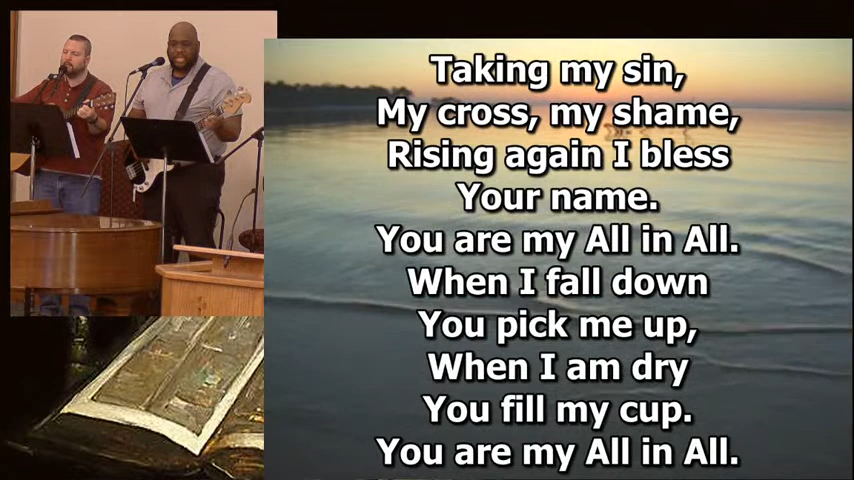 Taking my sin,
My cross, my shame,
Rising again I bless
Your name.
You are my All in All.
When I fall down
You pick me up,
When I am dry
You fill my cup.
You are my All in All.